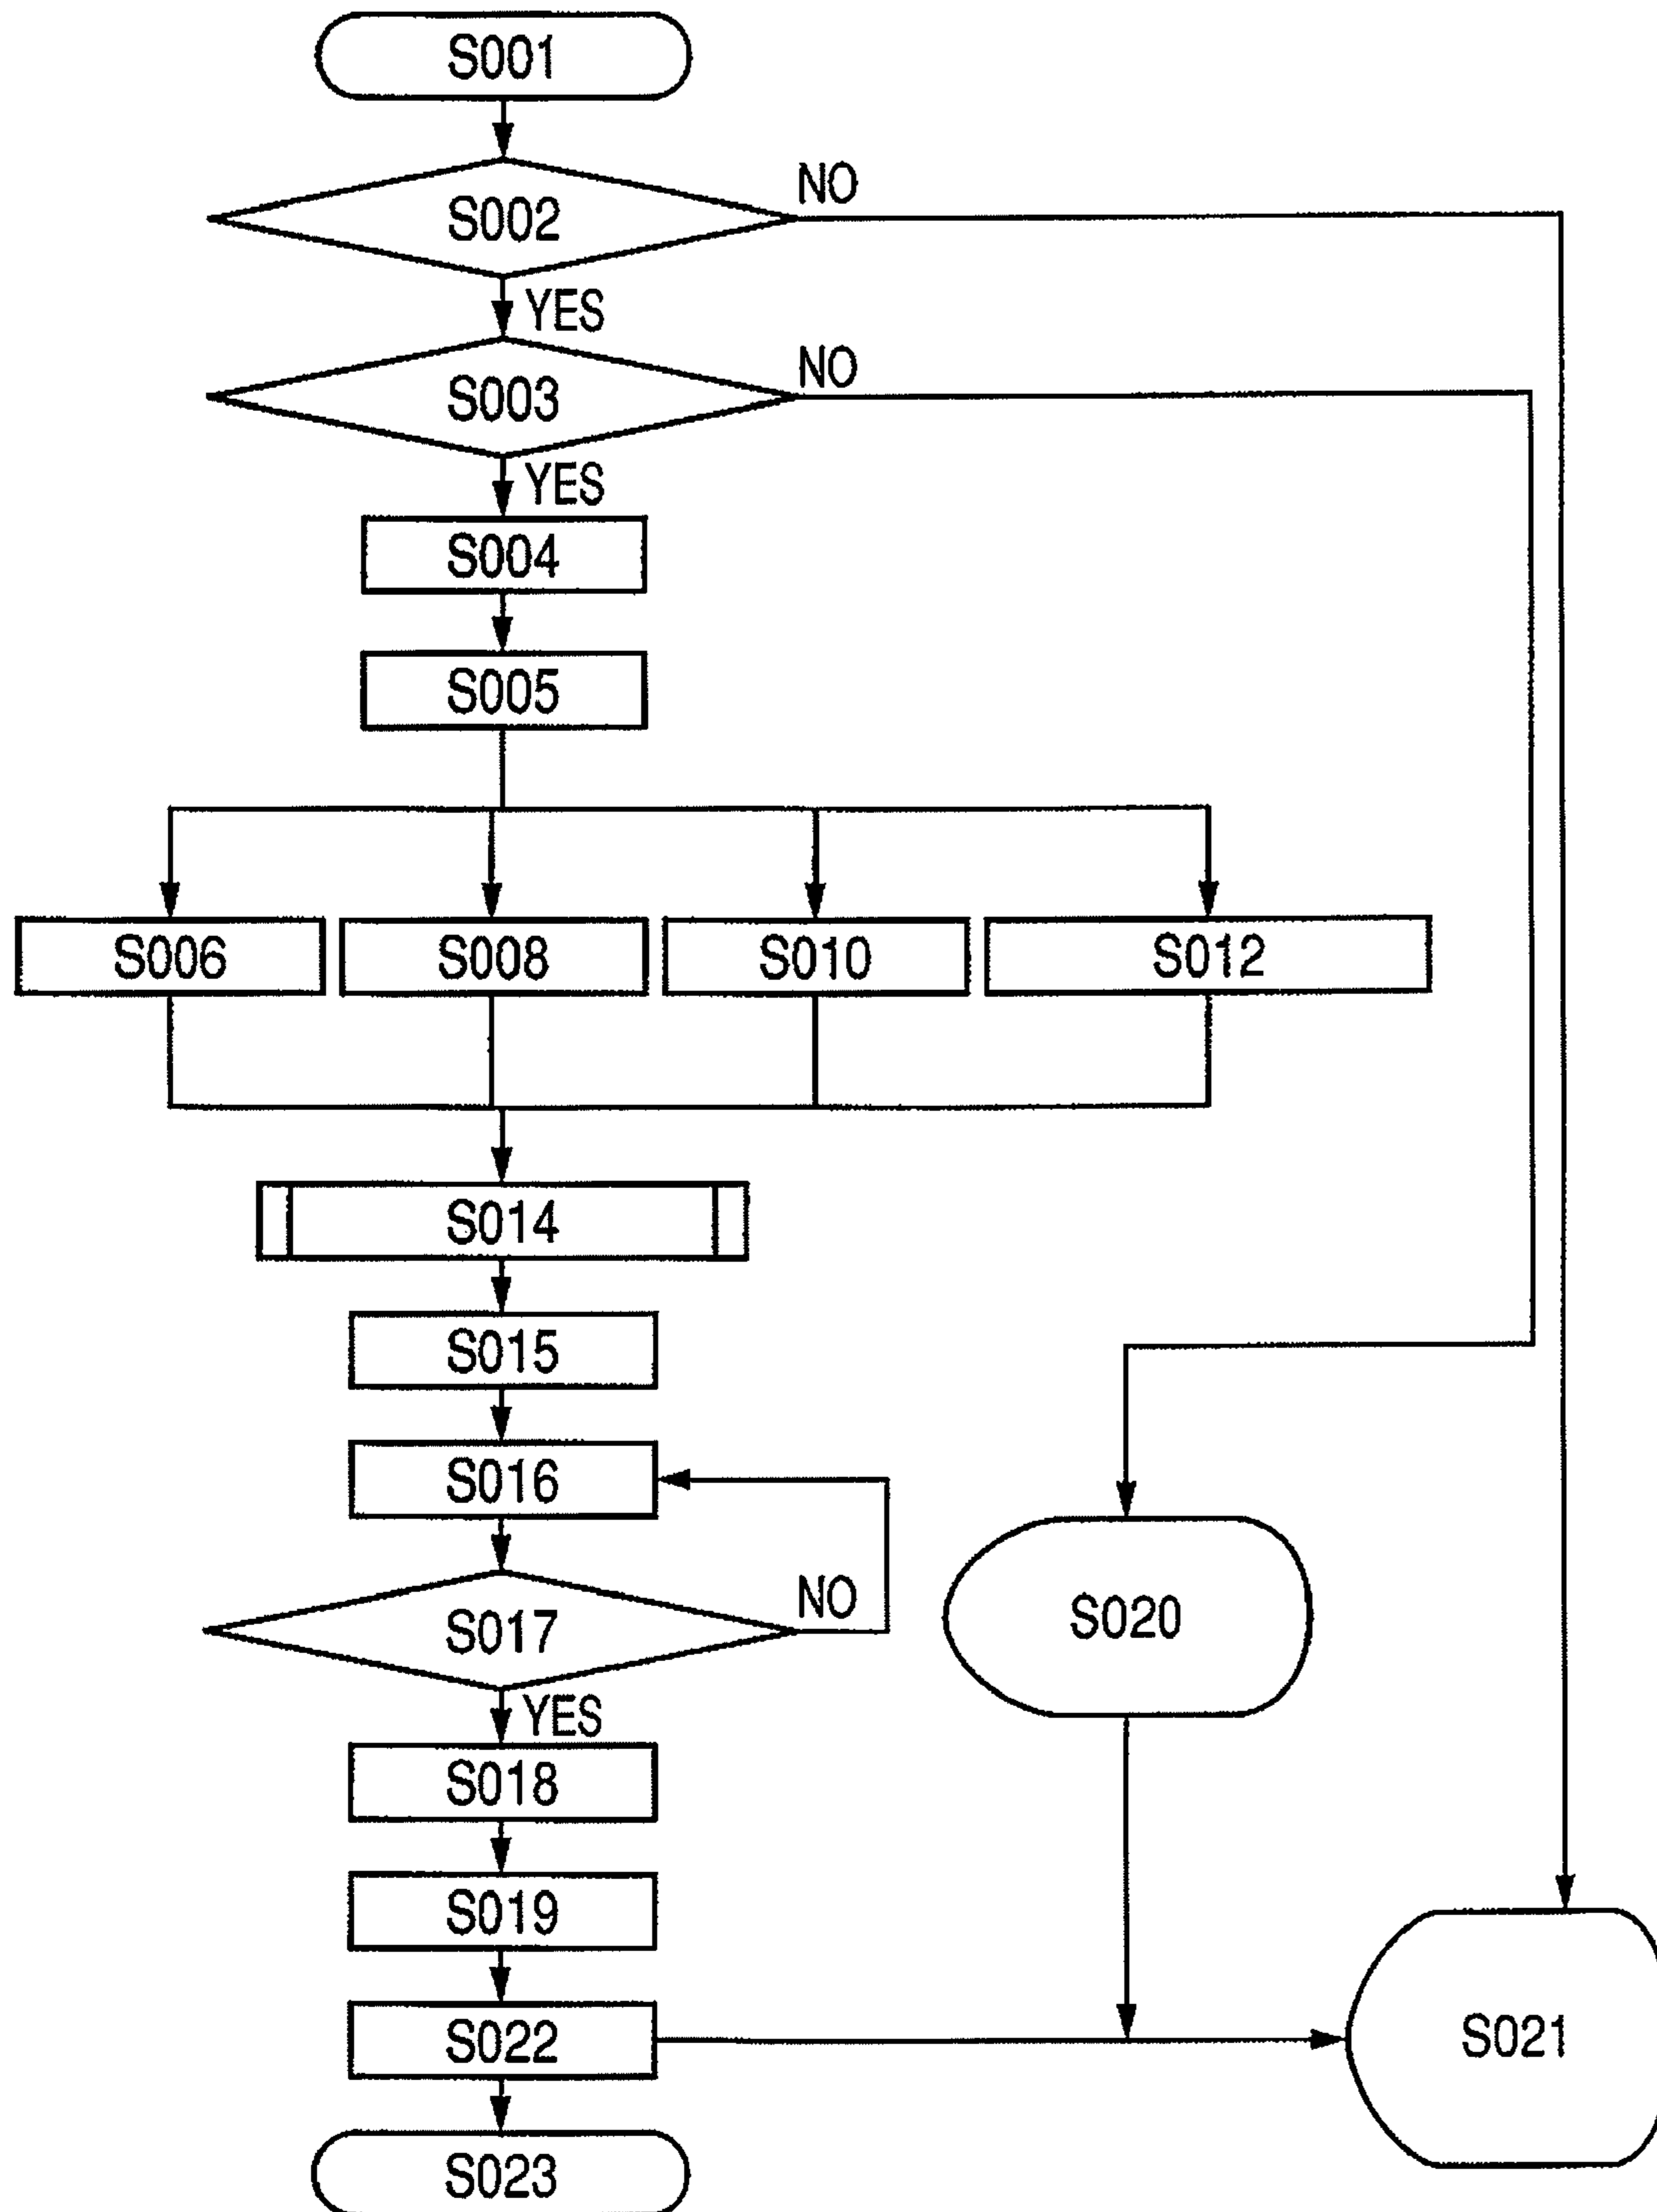 S001
NO
S002
YES
NO
S003
YES
S004
S005
S006 S008 S010 S012
S014
S015
S016
NO
S017
S020
YES
S018
S019
S022
S021
S023